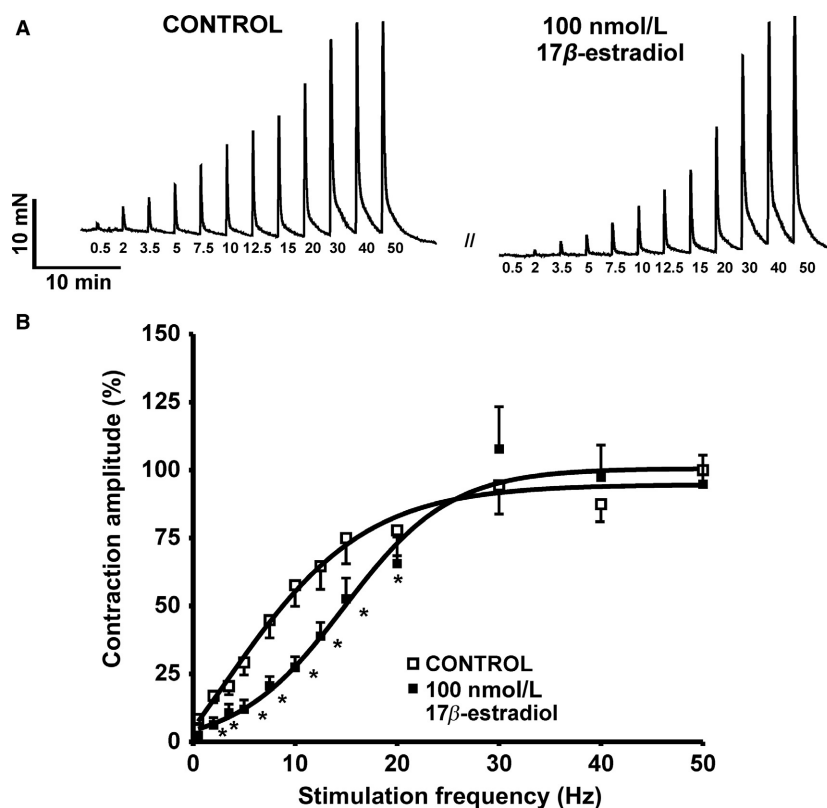 A
CONTROL
100 nmol/L
17β-estradiol
10 mN
10 min
0.5 2 3.5 5 7.5 10 12.5 15 20 30 40 50
//
0.5 2 3.5 5 7.5 10 12.5 15 20 30 40 50
B
Contraction amplitude (%)
150
125
100
75
50
25
0
* * * * * * * * *
CONTROL
100 nmol/L
17β-estradiol
0 10 20 30 40 50
Stimulation frequency (Hz)